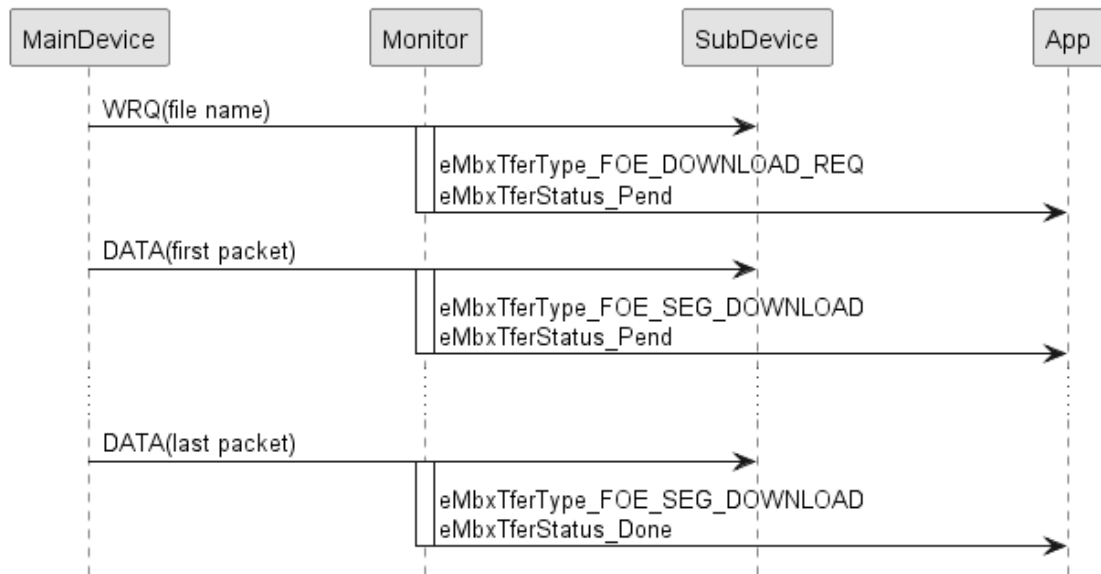 MainDevice
Monitor
SubDevice
App
WRQ(file name)
eMbxTferType_FOE_DOWNLOAD_REQ
eMbxTferStatus_Pend
DATA(first packet)
eMbxTferType_FOE_SEG_DOWNLOAD
eMbxTferStatus_Pend
DATA(last packet)
eMbxTferType_FOE_SEG_DOWNLOAD
eMbxTferStatus_Done